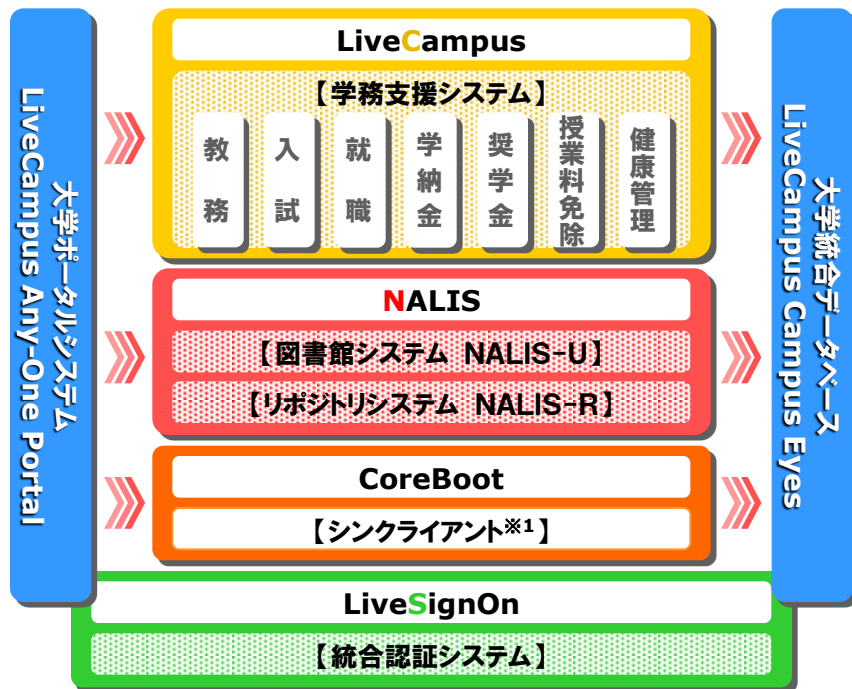 大学ポータルシステム
LiveCampus Any-One Portal
LiveCampus
【学務支援システム】
教務
入試
就職
学納金
奨学金
授業料免除
健康管理
NALIS
【図書館システム NALIS-U】
【リポジトリシステム NALIS-R】
CoreBoot
【シンクライアント※1】
LiveSignOn
【統合認証システム】
大学統合データベース
LiveCampus Campus Eyes